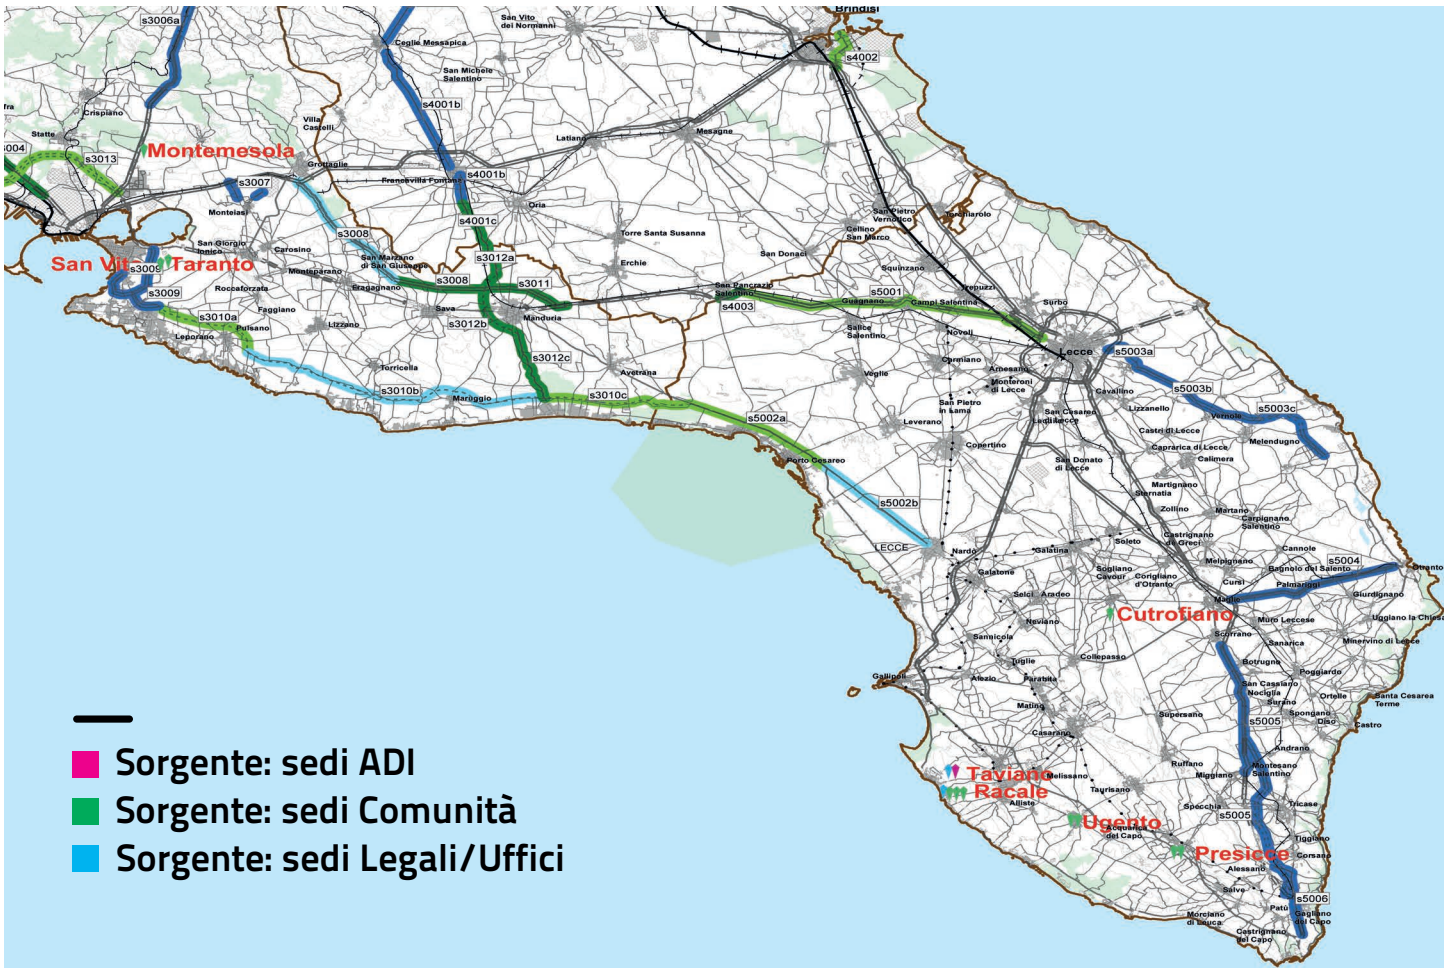 s3006a
San Vito
dei Normanni
Brindisi
Ceglie Messapica
s4002
San Michele
Salentino
s4001b
Crispiano
Villa
Castelli
Statte
Latiano
Mesagne
s3013
Montemesola
Grottaglie
s4001b
Francavilla Fontana
s3007
Monteiasi
Oria
s4001c
San Pietro
Vernotico
Torchiarolo
s3008
Torre Santa Susanna
Cellino
San Marco
San Giorgio
Ionico
Carosino
San Marzano
di San Giuseppe
s3012a
Erchie
San Donaci
Squinzano
San Vito
Taranto
s3009
Monteparano
Roccaforzata
Fragagnano
s3008
s3011
San Pancrazio
Salentino
s5001
Trepuzzi
s3009
Faggiano
Sava
Manduria
s4003
Guagnano
Campi Salentina
Surbo
s3010a
Pulsano
Lizzano
s3012b
Salice
Salentino
Novoli
Leporano
s3012c
Lecce
s5003a
Torricella
Avetrana
Veglie
Carmiano
Arnesano
Monteroni
di Lecce
s5003b
s3010b
Maruggio
s3010c
San Pietro
in Lama
Cavallino
Lizzanello
Vernole
s5003c
s5002a
Leverano
San Cesareo
di Lecce
Castri di Lecce
Melendugno
Copertino
Caprarica di Lecce
Calimera
Porto Cesareo
San Donato
di Lecce
Martignano
Sternatia
s5002b
Zollino
Martano
Carpignano
Salentino
LECCE
Nardò
Galatina
Soleto
Castrignano
de Greci
Cannole
Galatone
Sogliano
Cavour
Corigliano
d'Otranto
Melpignano
Bagnolo del Salento
s5004
Otranto
Cursi
Palmariggi
Seclì
Aradeo
Maglie
Giurdignano
Neviano
Cutrofiano
Muro Leccese
Uggiano la Chiesa
Sannicola
Scorrano
Sanarica
Minervino di Lecce
Tuglie
Collepasso
Botrugno
Poggiardo
Gallipoli
Alezio
Parabita
San Cassiano
Nociglia
Surano
Ortelle
Santa Cesarea
Terme
Matino
Supersano
s5005
Spongano
Diso
Castro
Casarano
Andrano
Ruffano
Montesano
Salentino
Miggiano
Taviano
Melissano
Racale
Taurisano
Alliste
Specchia
Tricase
s5005
Ugento
Acquarica
del Capo
Tiggiano
Presicce
Corsano
Alessano
Salve
s5006
Patù
Morciano
di Leuca
Gagliano
del Capo
Castrignano
del Capo
Sorgente: sedi ADI
Sorgente: sedi Comunità
Sorgente: sedi Legali/Uffici